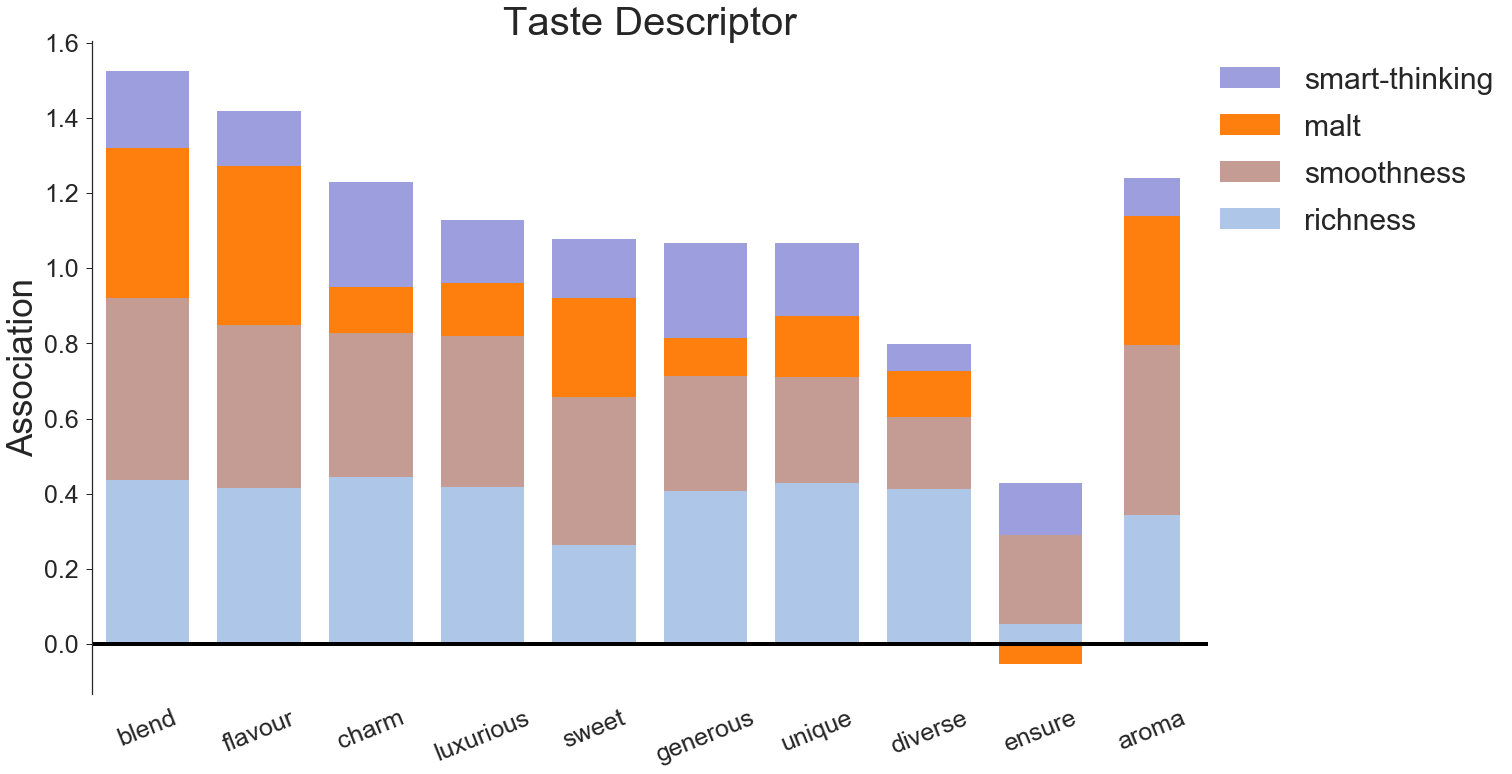 Taste Descriptor
Association
1.6
1.4
1.2
1.0
0.8
0.6
0.4
0.2
0.0
blend
flavour
charm
luxurious
sweet
generous
unique
diverse
ensure
aroma
smart-thinking
malt
smoothness
richness